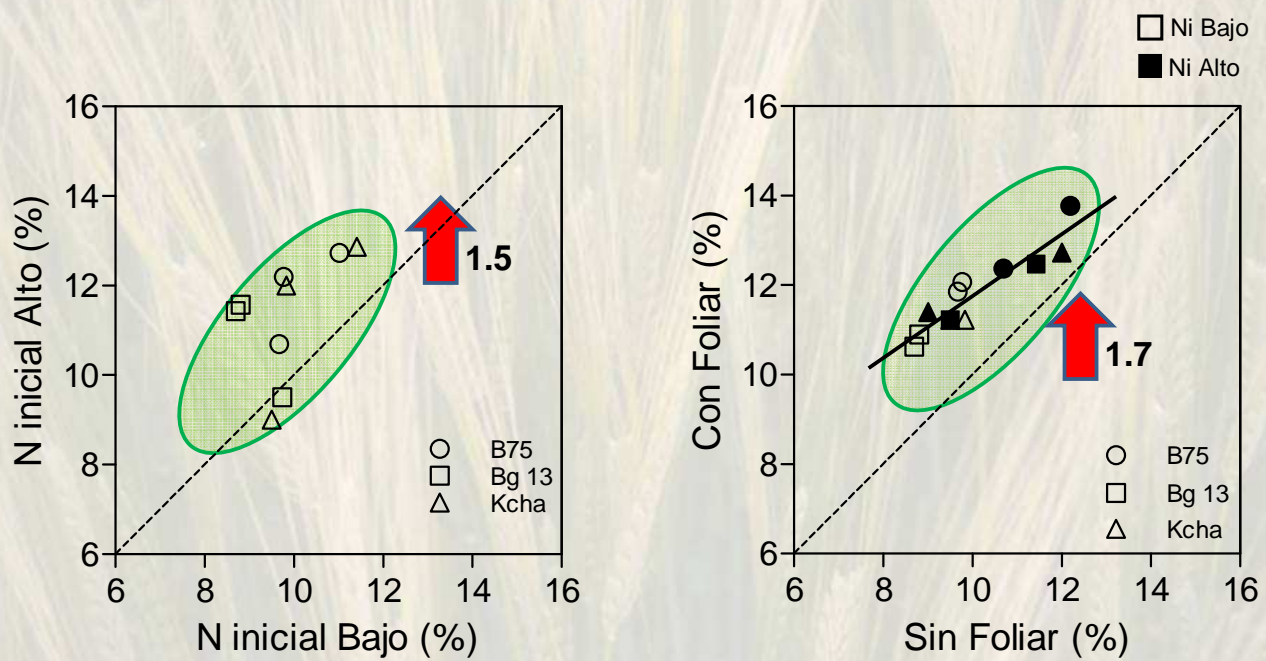 Ni Bajo
Ni Alto
16
14
12
10
8
6
6
8
10
12
14
16
N inicial Alto (%)
N inicial Bajo (%)
1.5
B75
Bg 13
Kcha
16
14
12
10
8
6
6
8
10
12
14
16
Con Foliar (%)
Sin Foliar (%)
1.7
B75
Bg 13
Kcha